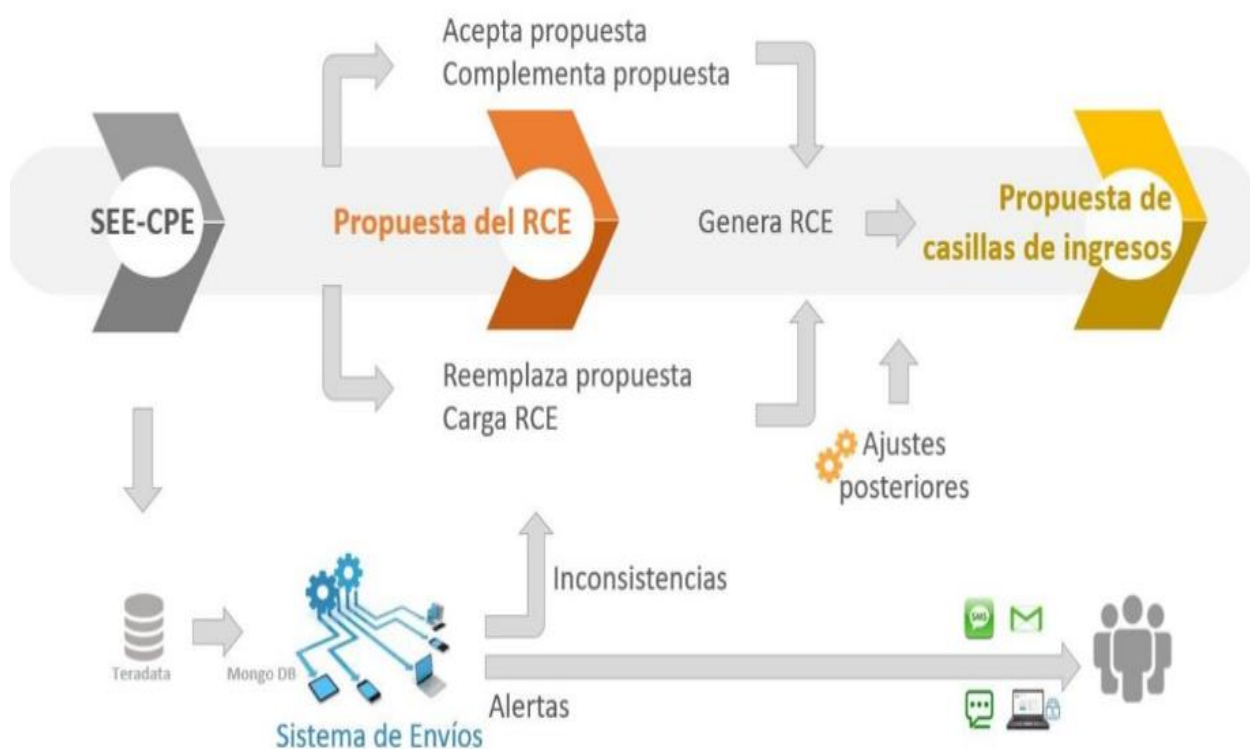 Acepta propuesta
Complementa propuesta
SEE-CPE
Propuesta del RCE
Genera RCE
Propuesta de
casillas de ingresos
Reemplaza propuesta
Carga RCE
Ajustes
posteriores
Inconsistencias
Teradata
Mongo DB
Alertas
Sistema de Envíos
SMS